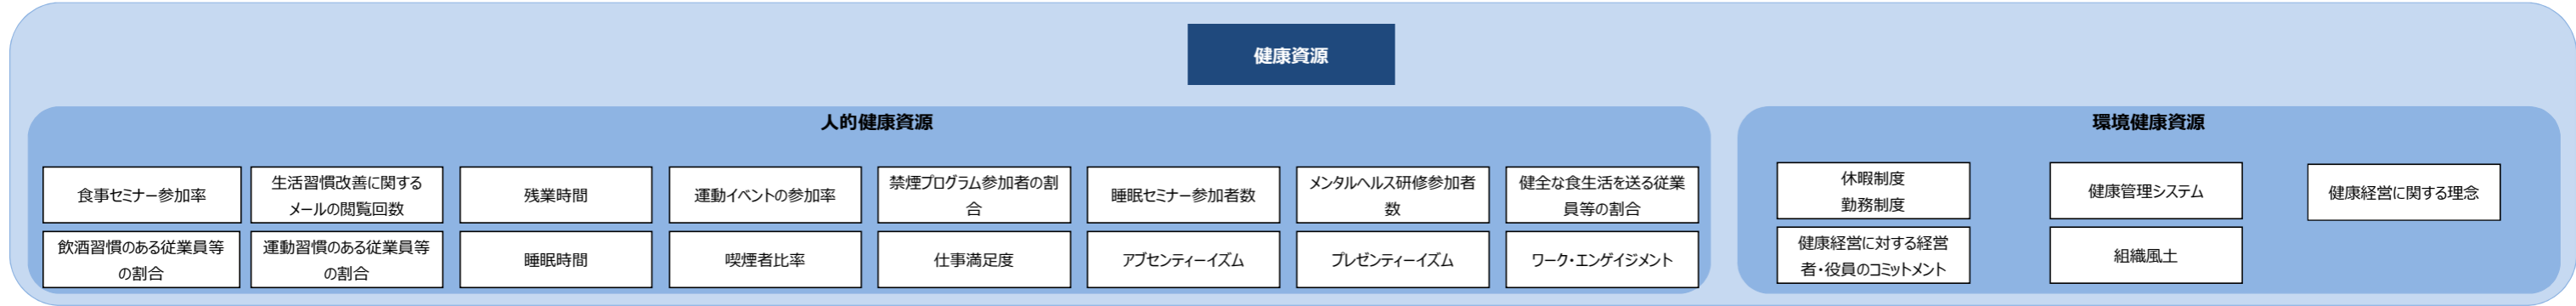 健康資源
人的健康資源
食事セミナー参加率
生活習慣改善に関する
メールの閲覧回数
残業時間
運動イベントの参加率
禁煙プログラム参加者の割
合
睡眠セミナー参加者数
メンタルヘルス研修参加者
数
健全な食生活を送る従業
員等の割合
飲酒習慣のある従業員等
の割合
運動習慣のある従業員等
の割合
睡眠時間
喫煙者比率
仕事満足度
アブセンティーイズム
プレゼンティーイズム
ワーク・エンゲイジメント
環境健康資源
休暇制度
勤務制度
健康管理システム
健康経営に関する理念
健康経営に対する経営
者・役員のコミットメント
組織風土